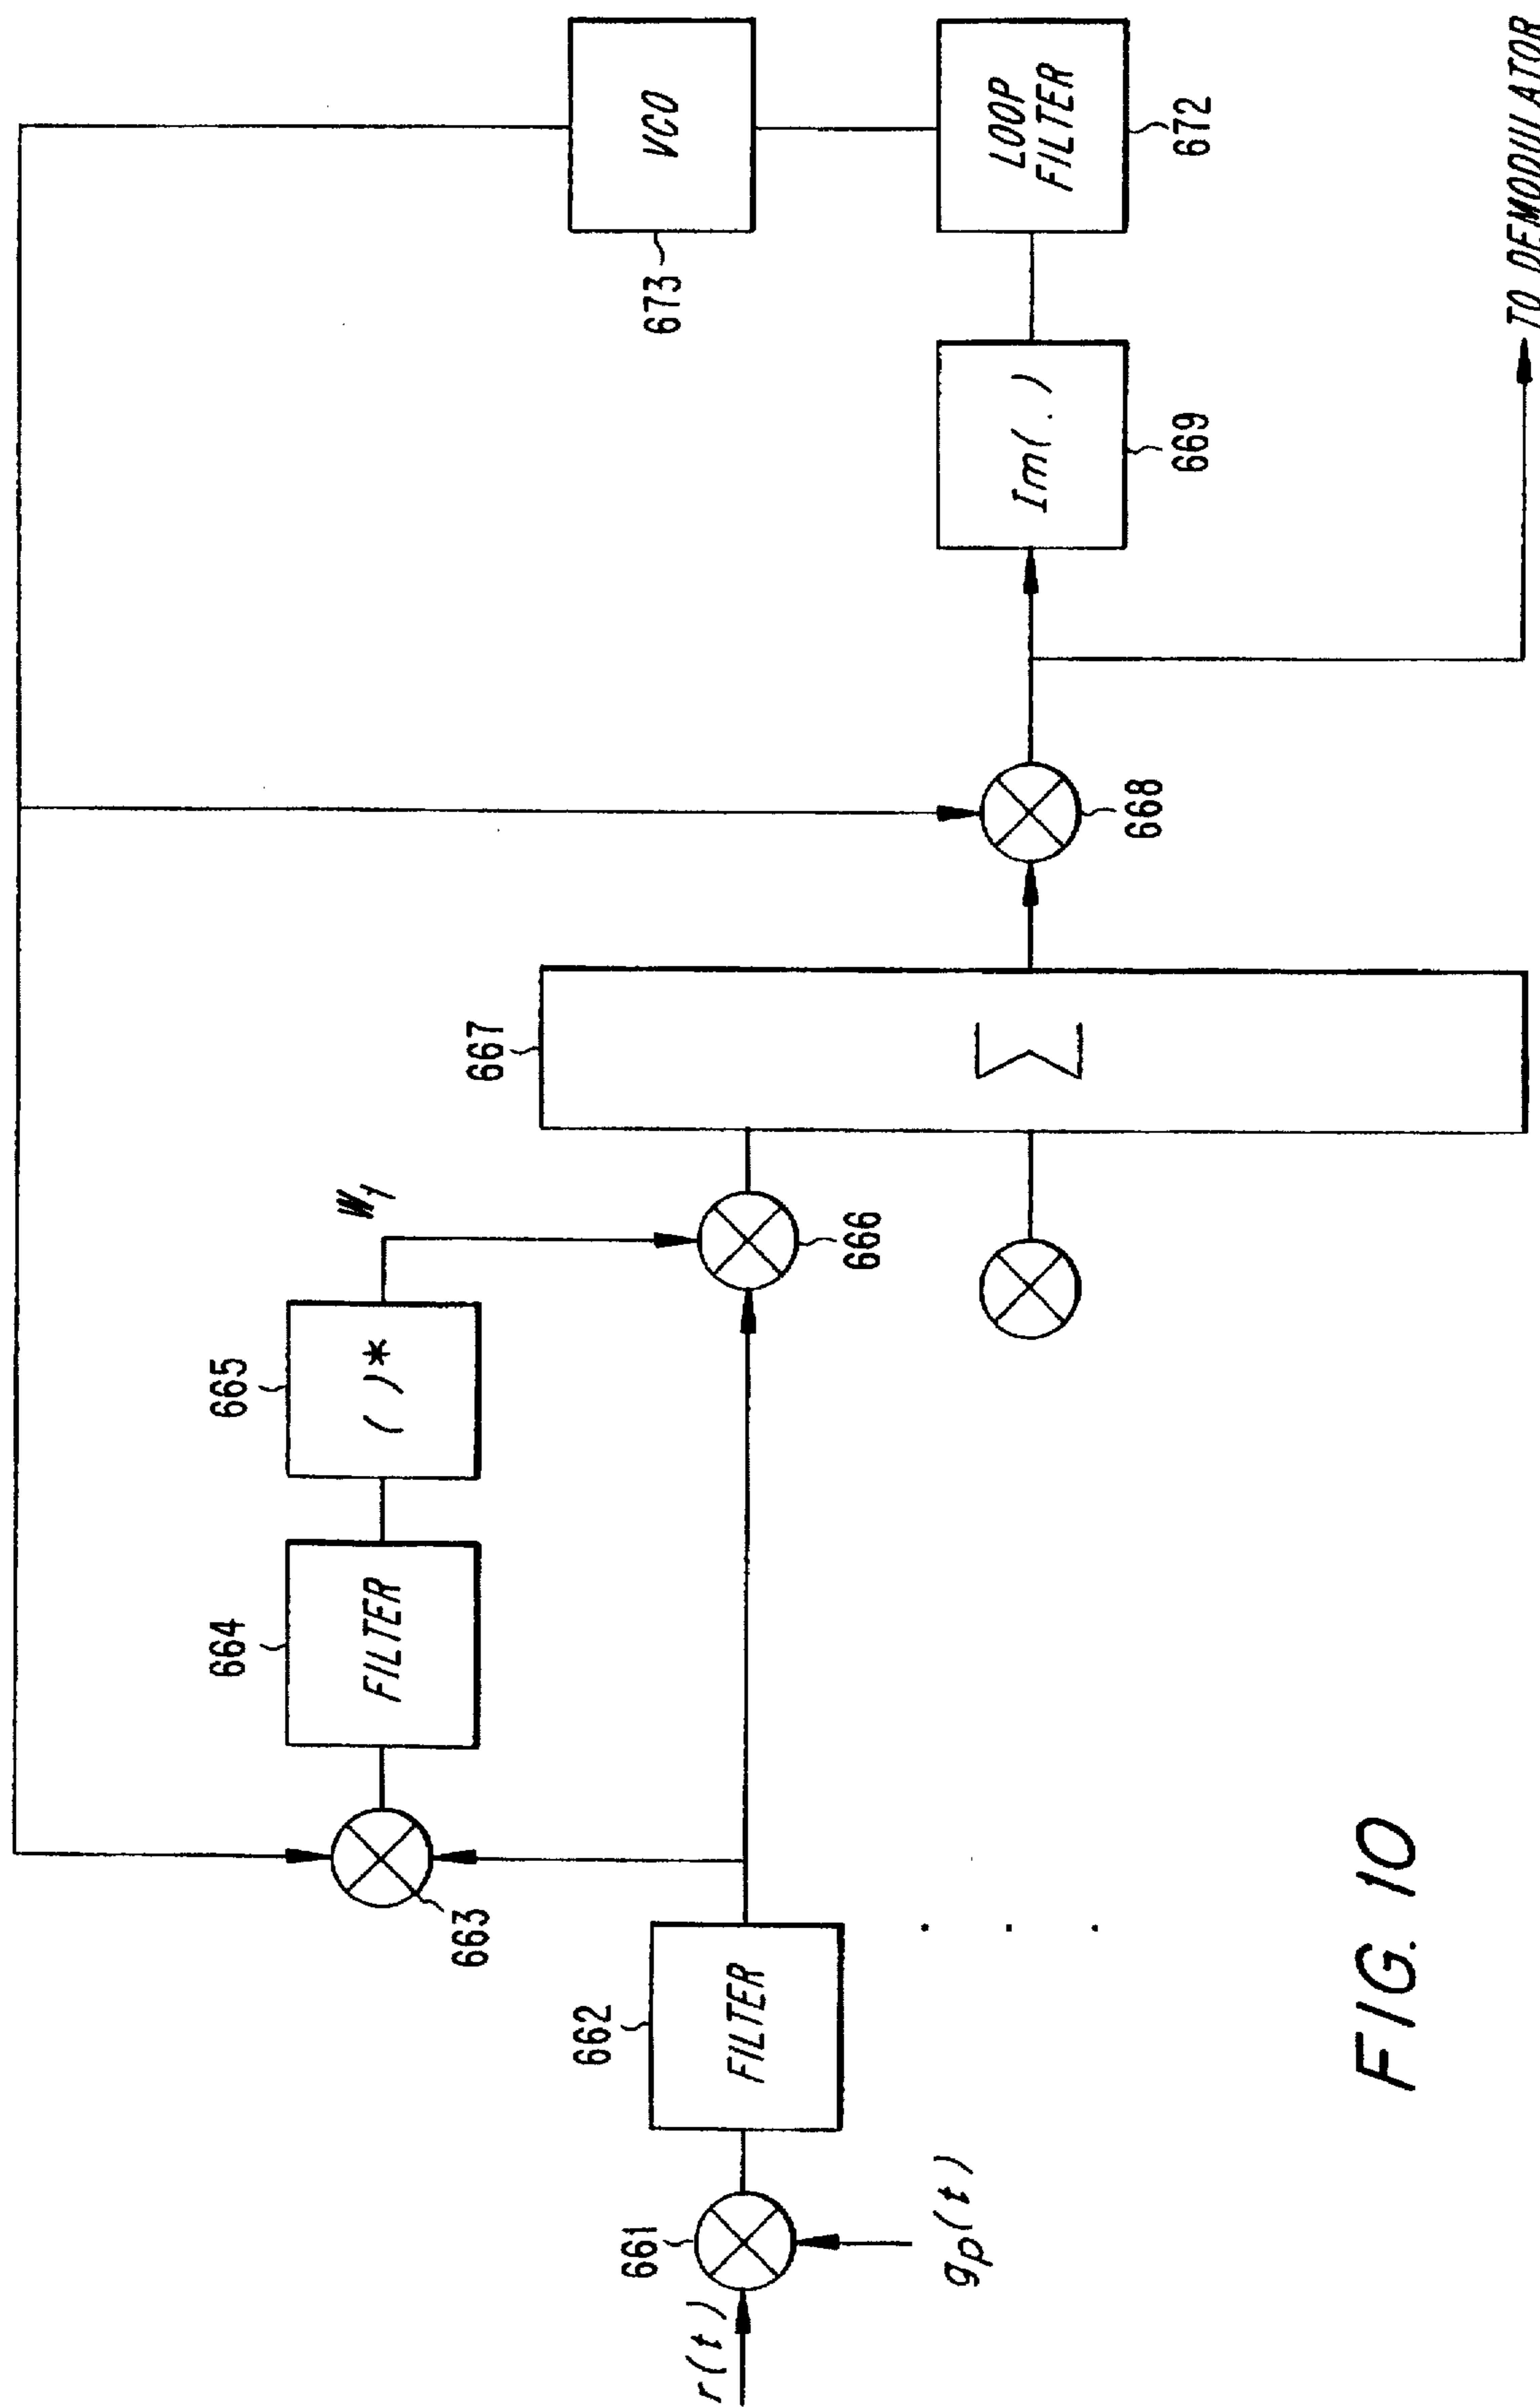 r(t)
661
g_p(t)
662
FILTER
663
664
FILTER
665
( )*
W1
666
667
Σ
668
Im(.)
669
LOOP
FILTER
672
673
VCO
TO DEMODULATOR
FIG. 10